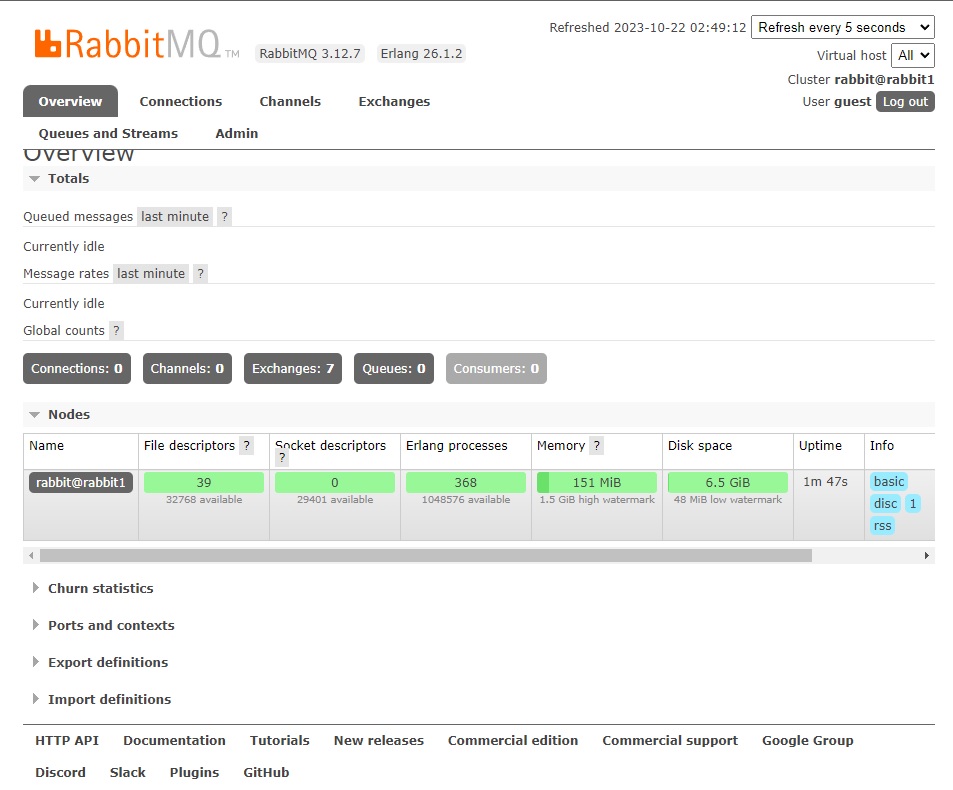 Refreshed 2023-10-22 02:49:12 Refresh every 5 seconds
RabbitMQ TM RabbitMQ 3.12.7 Erlang 26.1.2
Virtual host All
Cluster rabbit@rabbit1
User guest Log out
Overview Connections Channels Exchanges
Queues and Streams Admin
Overview
Totals
Queued messages last minute ?
Currently idle
Message rates last minute ?
Currently idle
Global counts ?
Connections: 0 Channels: 0 Exchanges: 7 Queues: 0 Consumers: 0
Nodes
Name File descriptors ? Socket descriptors ? Erlang processes Memory ? Disk space Uptime Info
rabbit@rabbit1 39 0 368 151 MiB 6.5 GiB 1m 47s basic
32768 available 29401 available 1048576 available 1.5 GiB high watermark 48 MiB low watermark disc 1
rss
Churn statistics
Ports and contexts
Export definitions
Import definitions
HTTP API Documentation Tutorials New releases Commercial edition Commercial support Google Group
Discord Slack Plugins GitHub